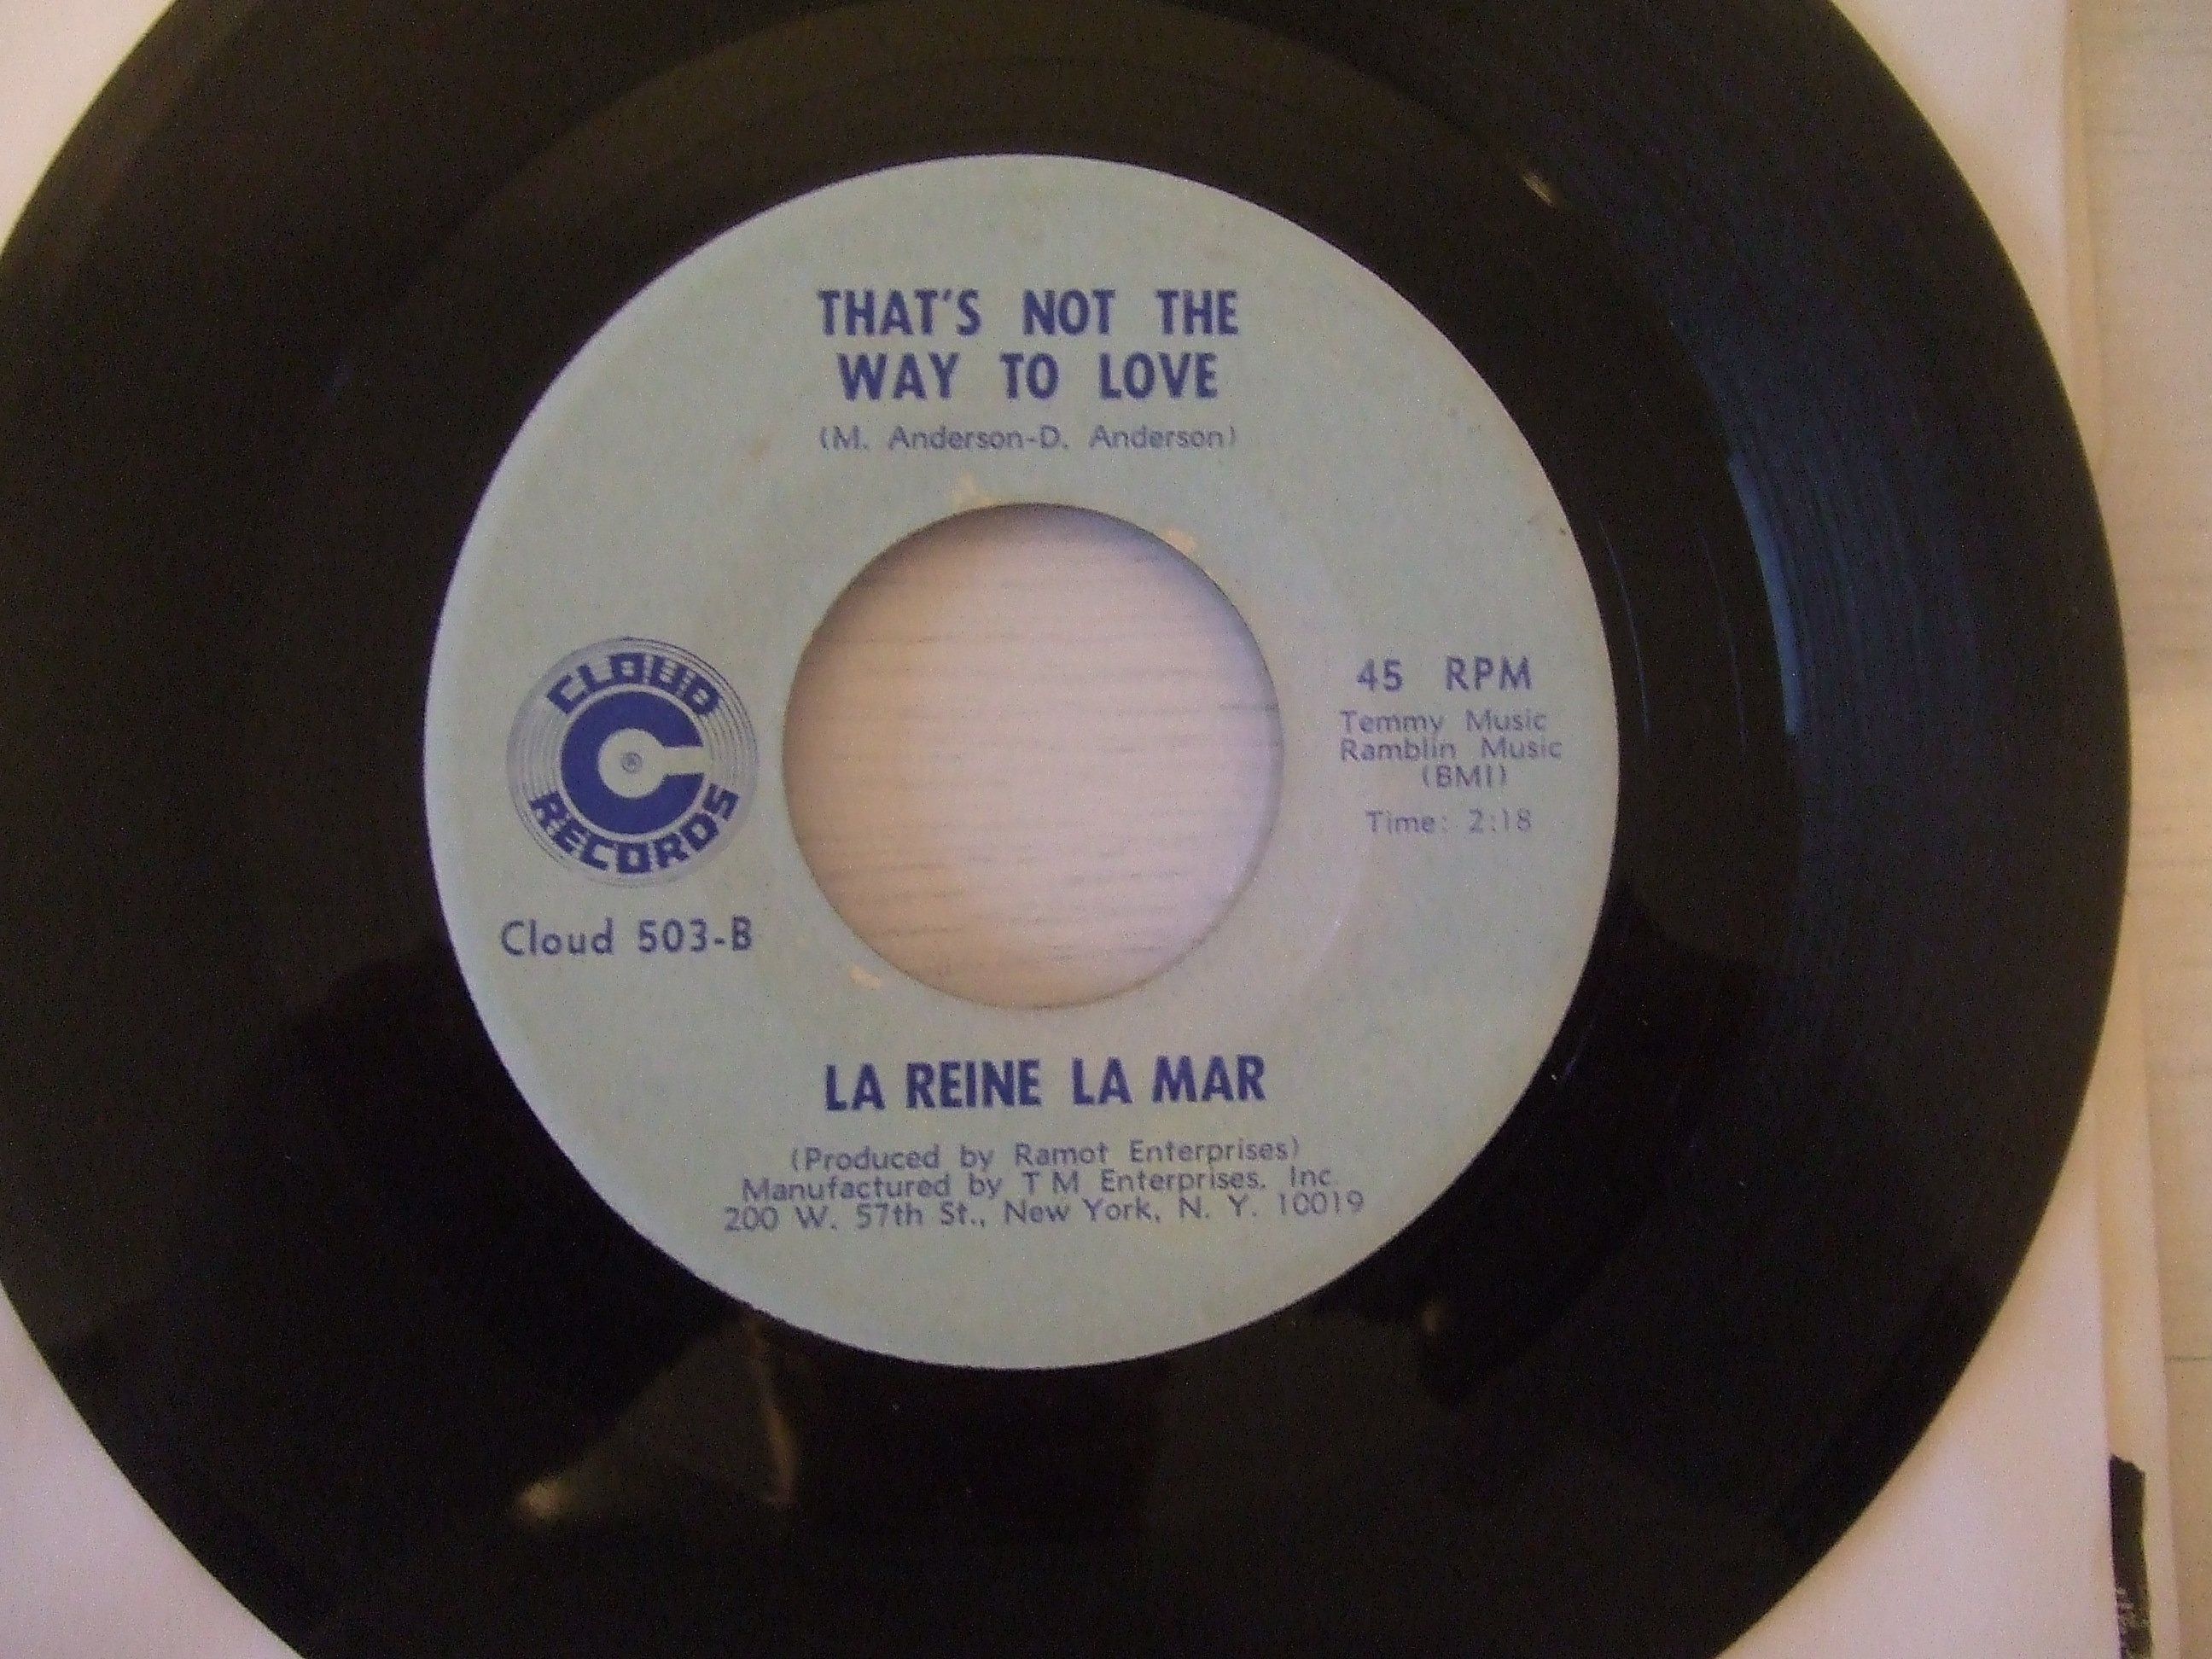 THAT'S NOT THE
WAY TO LOVE
(M. Anderson-D. Anderson)
CLOUD
C
®
RECORDS
Cloud 503-B
45 RPM
Temmy Music
Ramblin Music
(BMI)
Time: 2:18
LA REINE LA MAR
(Produced by Ramot Enterprises)
Manufactured by T M Enterprises, Inc.
200 W. 57th St., New York, N. Y. 10019